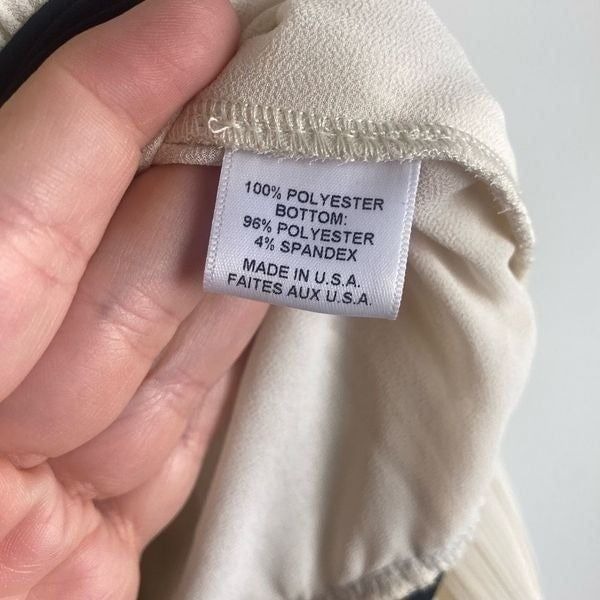 100% POLYESTER
BOTTOM:
96% POLYESTER
4% SPANDEX
MADE IN U.S.A.
FAITES AUX U.S.A.